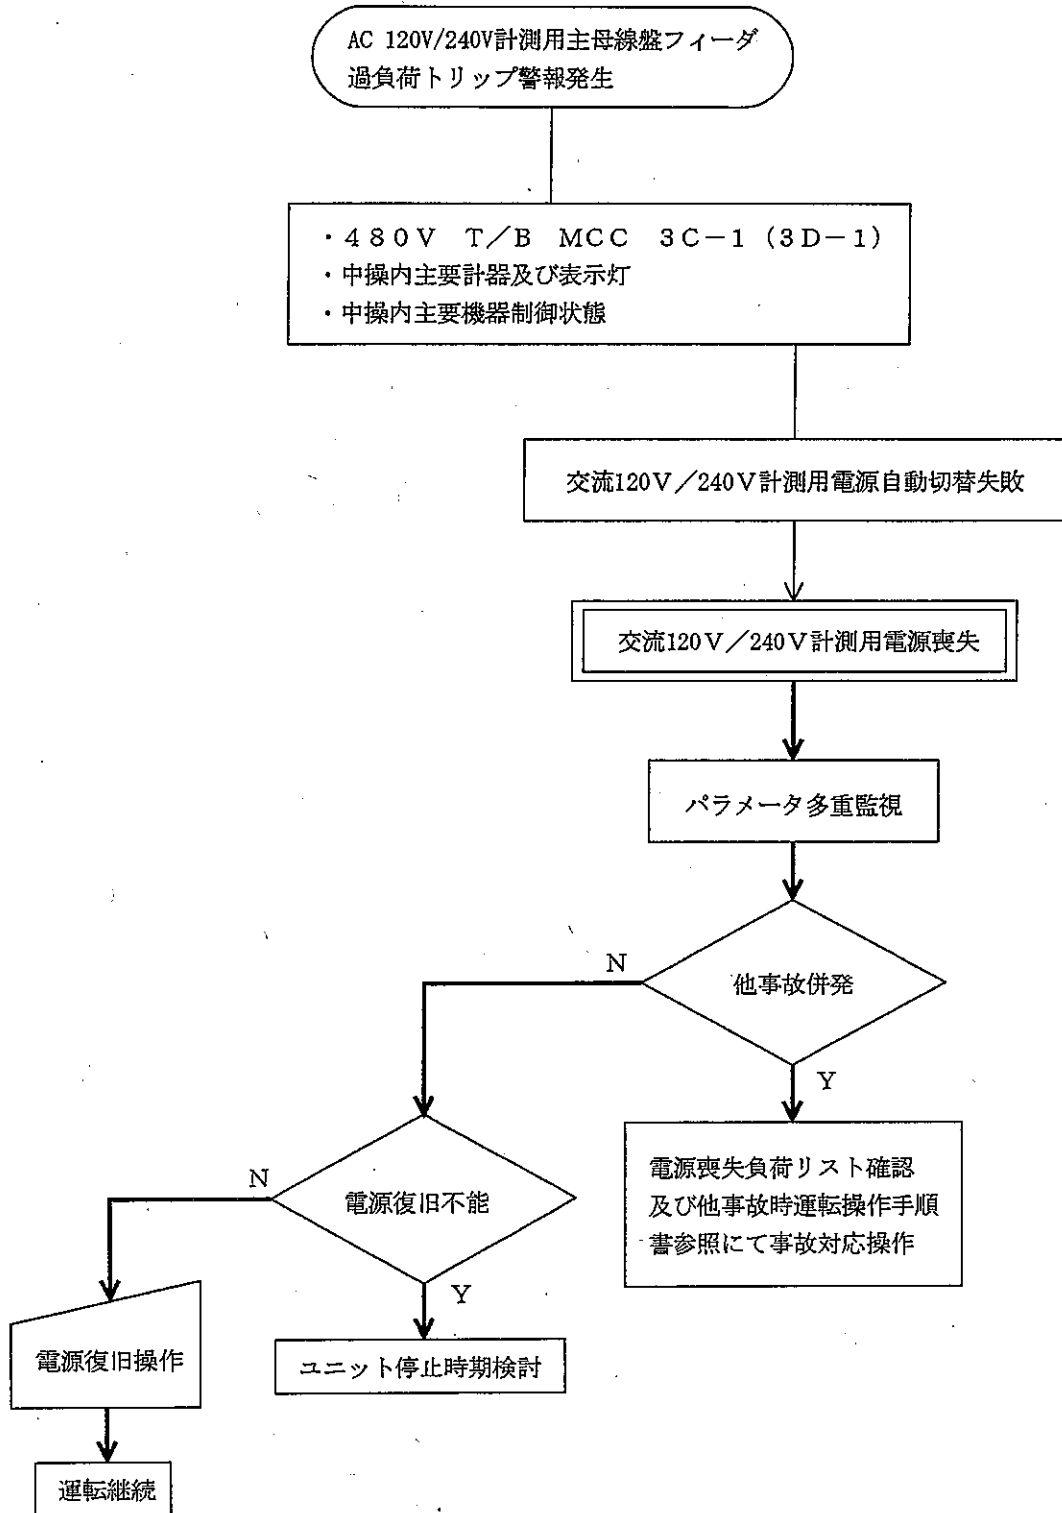 AC 120V/240V計測用主母線盤フィーダ
過負荷トリップ警報発生
・480V T/B MCC 3C-1 (3D-1)
・中操内主要計器及び表示灯
・中操内主要機器制御状態
交流120V/240V計測用電源自動切替失敗
交流120V/240V計測用電源喪失
パラメータ多重監視
N
他事故併発
Y
電源喪失負荷リスト確認
及び他事故時運転操作手順
書参照にて事故対応操作
N
電源復旧不能
Y
電源復旧操作
ユニット停止時期検討
運転継続